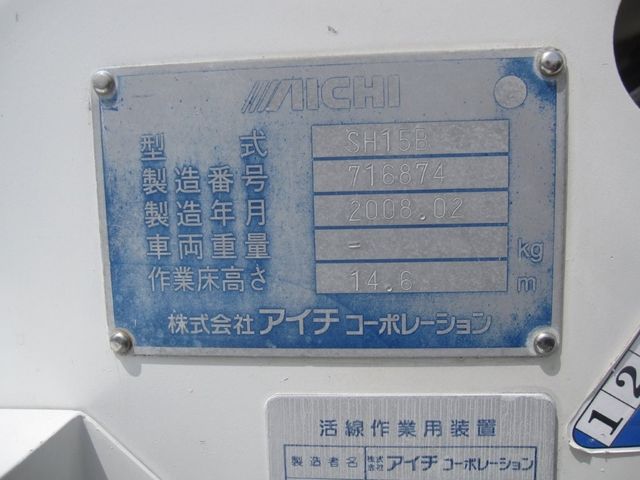 AICHI
型式 SH15B
製造番号 716874
製造年月 2008.02
車両重量 - kg
作業床高さ 14.6 m
株式会社 アイチ コーポレーション
活線作業用装置
製造者名 株式会社 アイチ コーポレーション
1 2